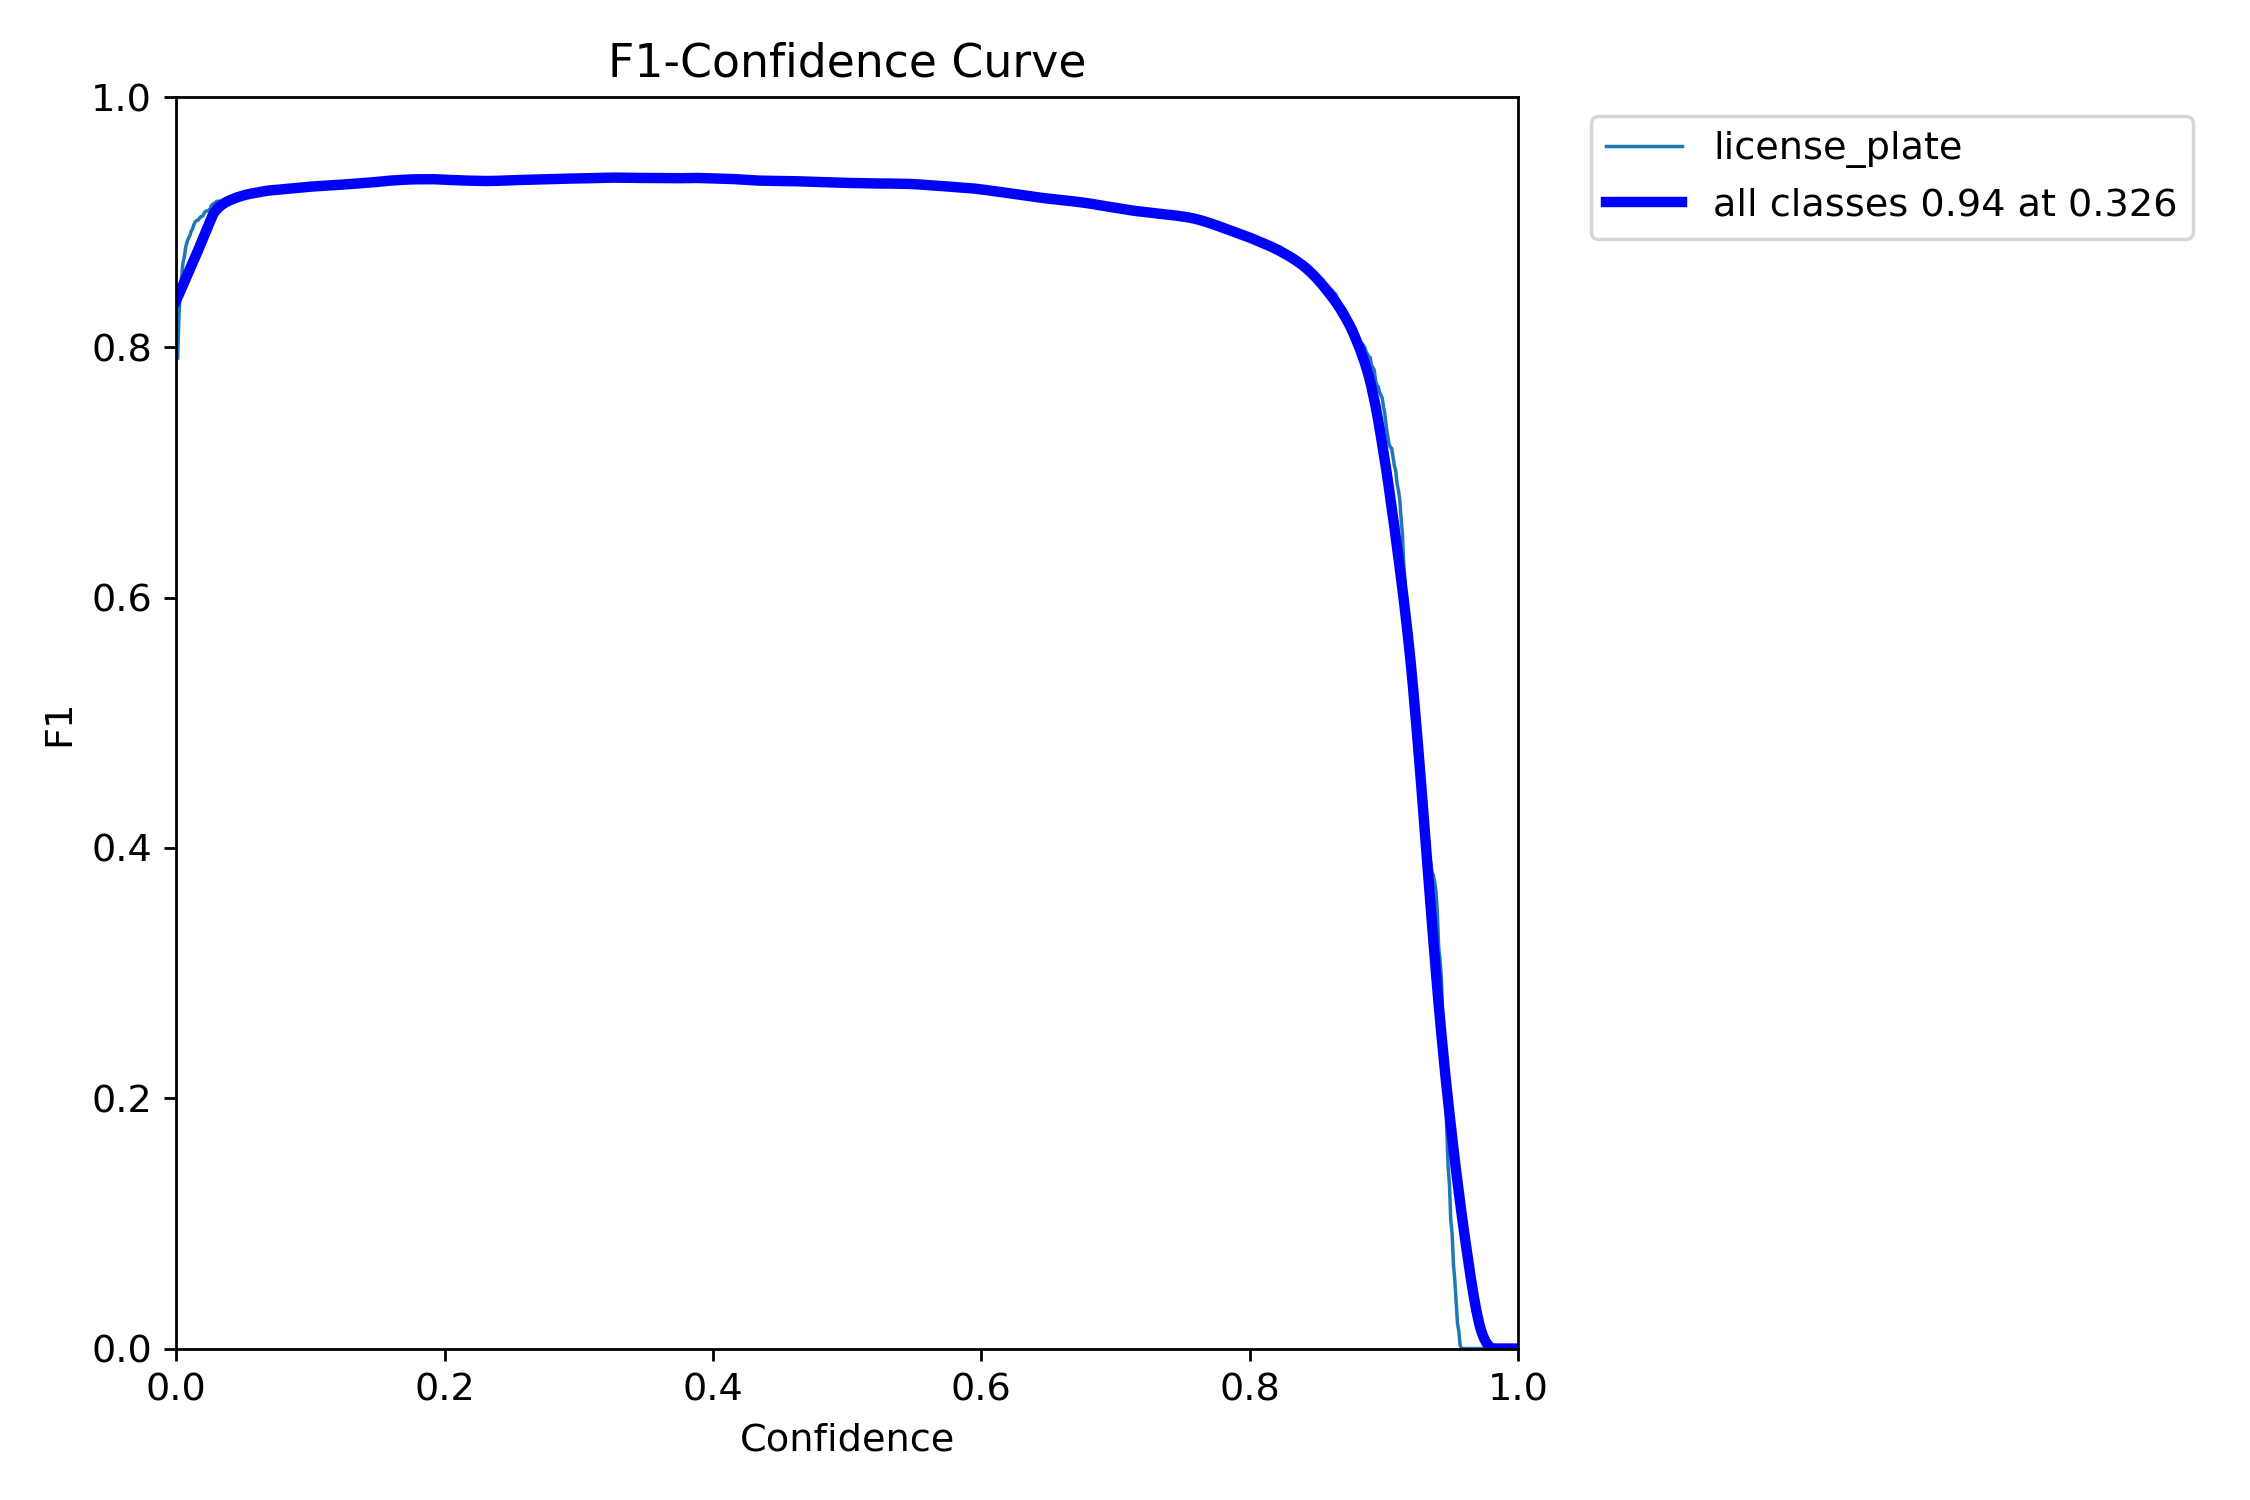 F1-Confidence Curve
1.0
0.8
0.6
0.4
0.2
0.0
F1
0.0 0.2 0.4 0.6 0.8 1.0
Confidence
license_plate
all classes 0.94 at 0.326